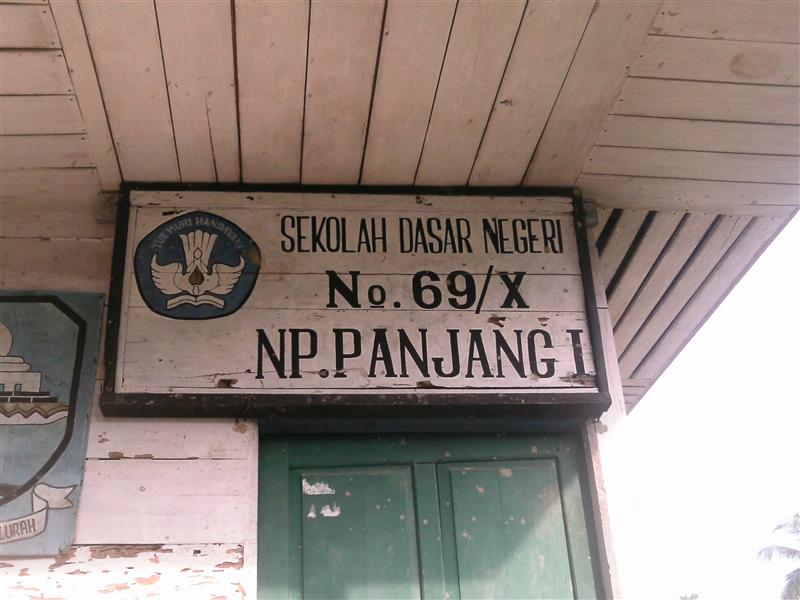 TUT WURI HANDAYANI
SEKOLAH DASAR NEGERI
No. 69/X
NP. PANJANG I
LURAH